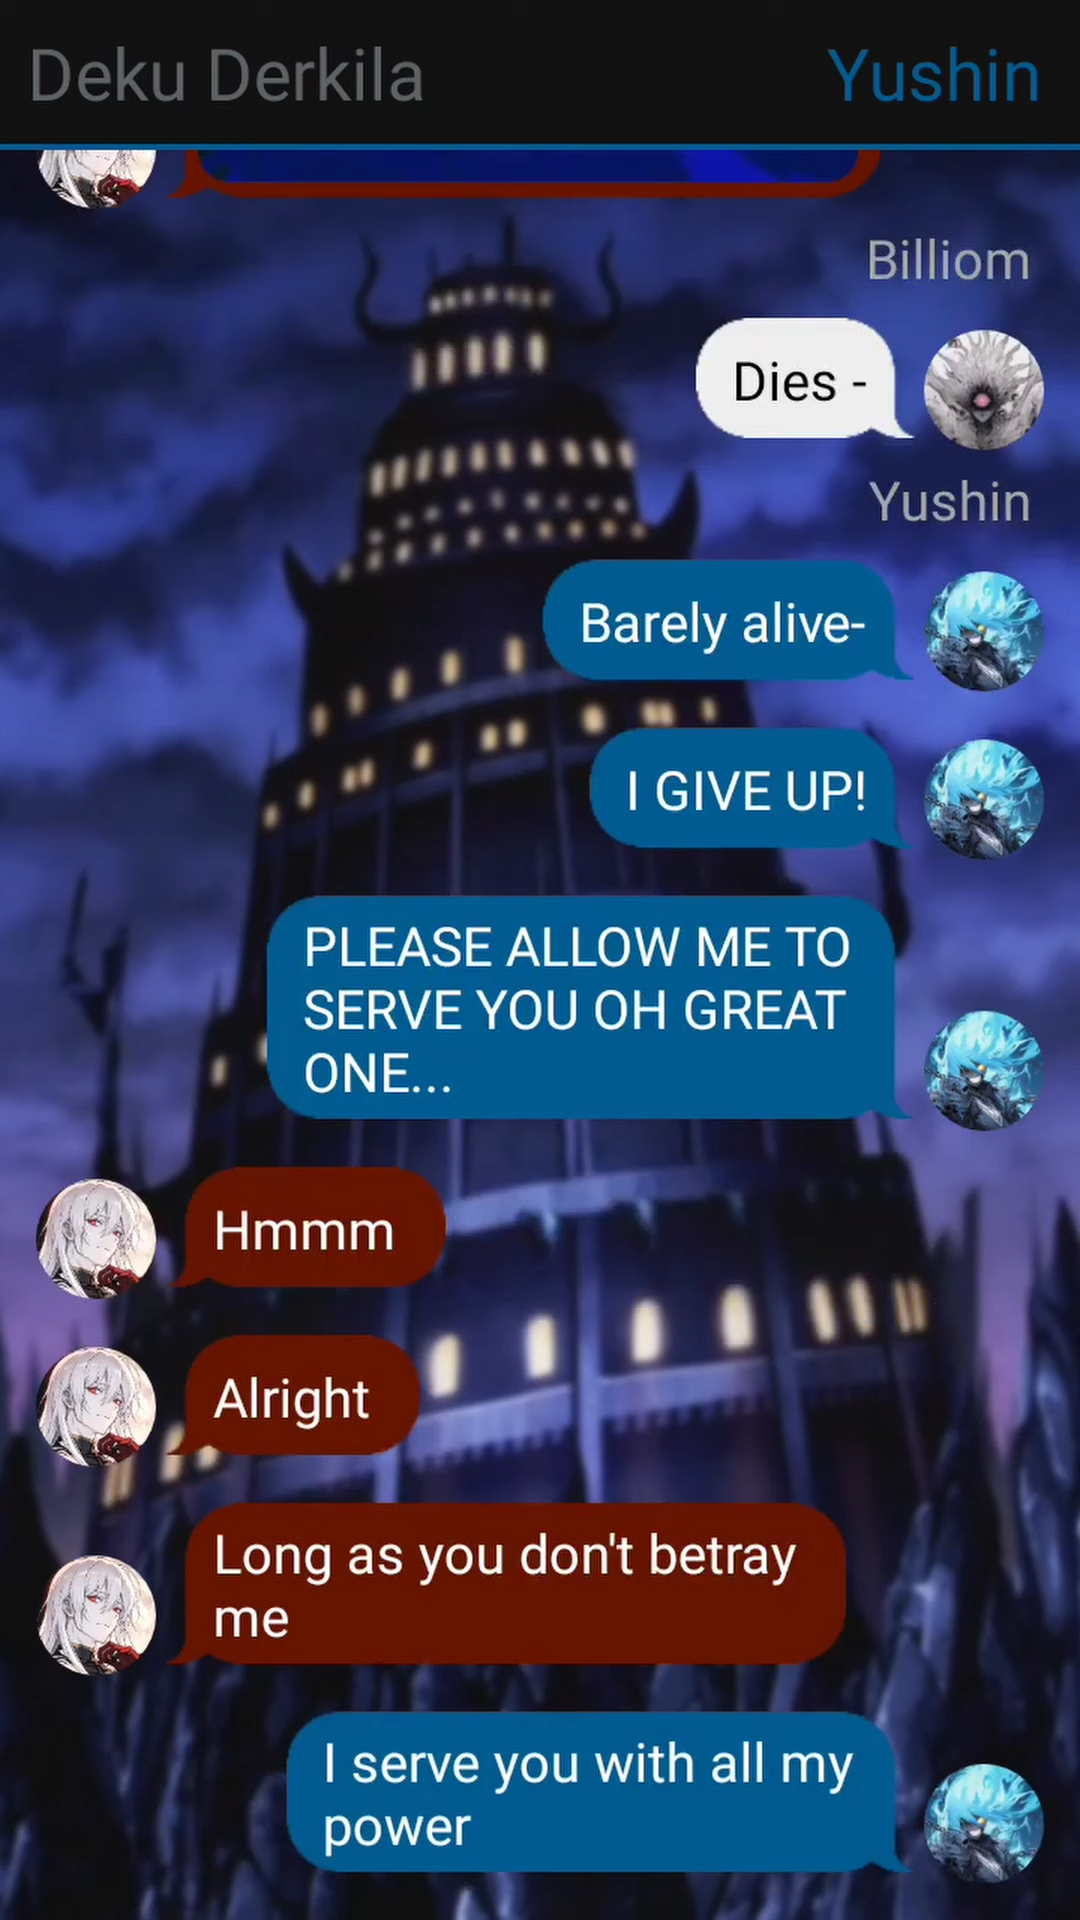 Deku Derkila
Yushin
Billiom
Dies -
Yushin
Barely alive-
I GIVE UP!
PLEASE ALLOW ME TO
SERVE YOU OH GREAT
ONE...
Hmmm
Alright
Long as you don't betray
me
I serve you with all my
power